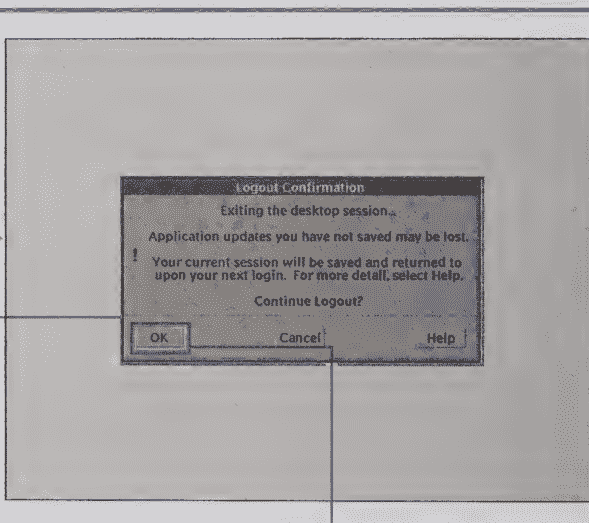 Logout Confirmation
Exiting the desktop session...
Application updates you have not saved may be lost.
!
Your current session will be saved and returned to
upon your next login. For more detail, select Help.
Continue Logout?
OK Cancel Help